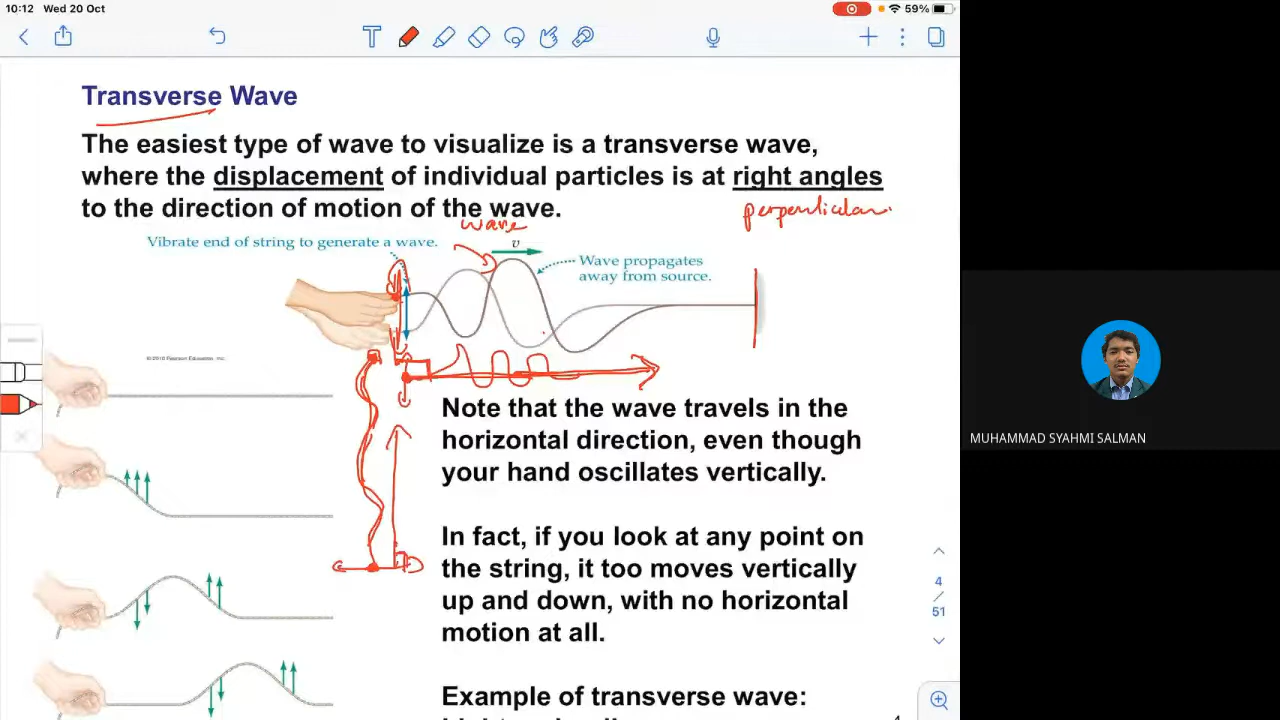 10:12 Wed 20 Oct
59%
Transverse Wave
The easiest type of wave to visualize is a transverse wave,
where the displacement of individual particles is at right angles
to the direction of motion of the wave.
perpendicular
wave
Vibrate end of string to generate a wave.
v
Wave propagates
away from source.
Note that the wave travels in the
horizontal direction, even though
your hand oscillates vertically.
In fact, if you look at any point on
the string, it too moves vertically
up and down, with no horizontal
motion at all.
Example of transverse wave:
4
/
51
MUHAMMAD SYAHMI SALMAN